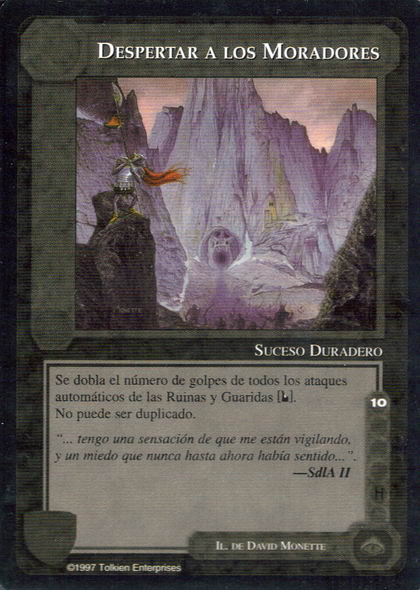 DESPERTAR A LOS MORADORES
MONETTE
SUCESO DURADERO
Se dobla el número de golpes de todos los ataques
automáticos de las Ruinas y Guaridas [].
No puede ser duplicado.
10
"... tengo una sensación de que me están vigilando,
y un miedo que nunca hasta ahora había sentido...".
—SdlA II
H
IL. DE DAVID MONETTE
©1997 Tolkien Enterprises